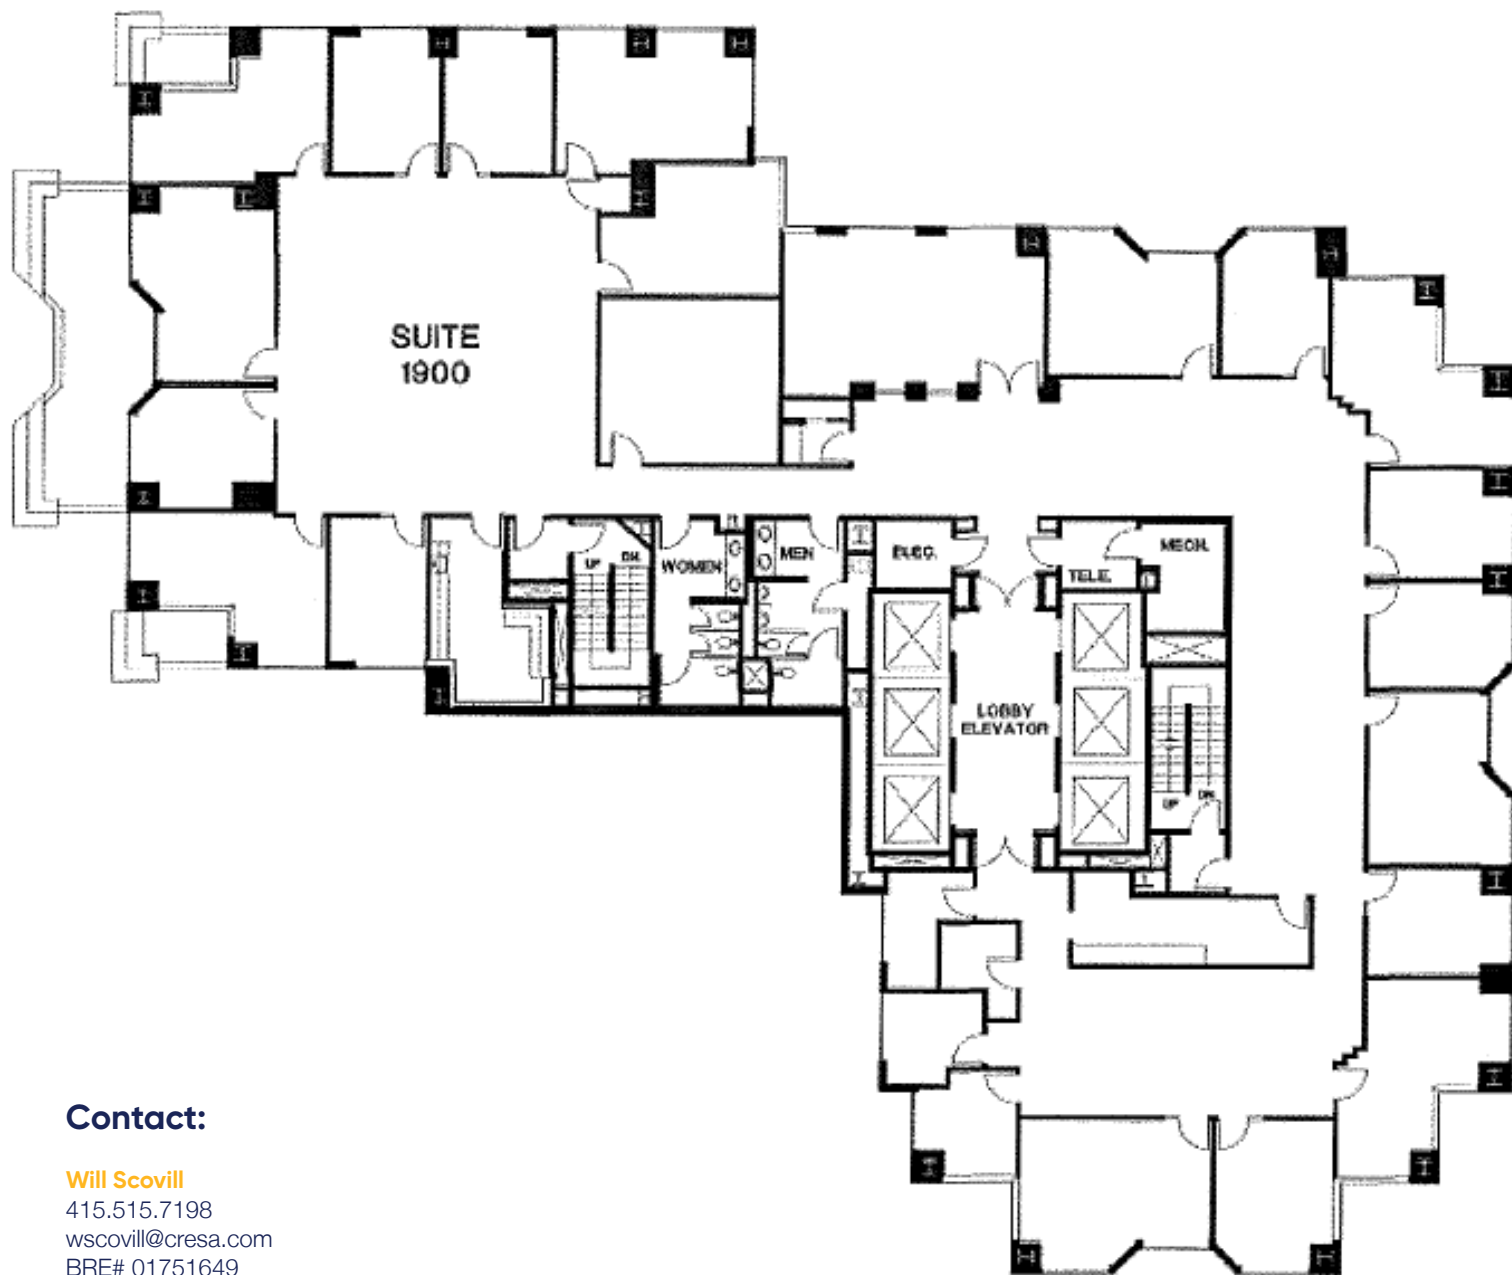 SUITE
1900
UP
DN.
WOMEN
MEN
ELEC.
TELE.
MECH.
LOBBY
ELEVATOR
UP
DN.
Contact:
Will Scovill
415.515.7198
wscovill@cresa.com
BRE# 01751649